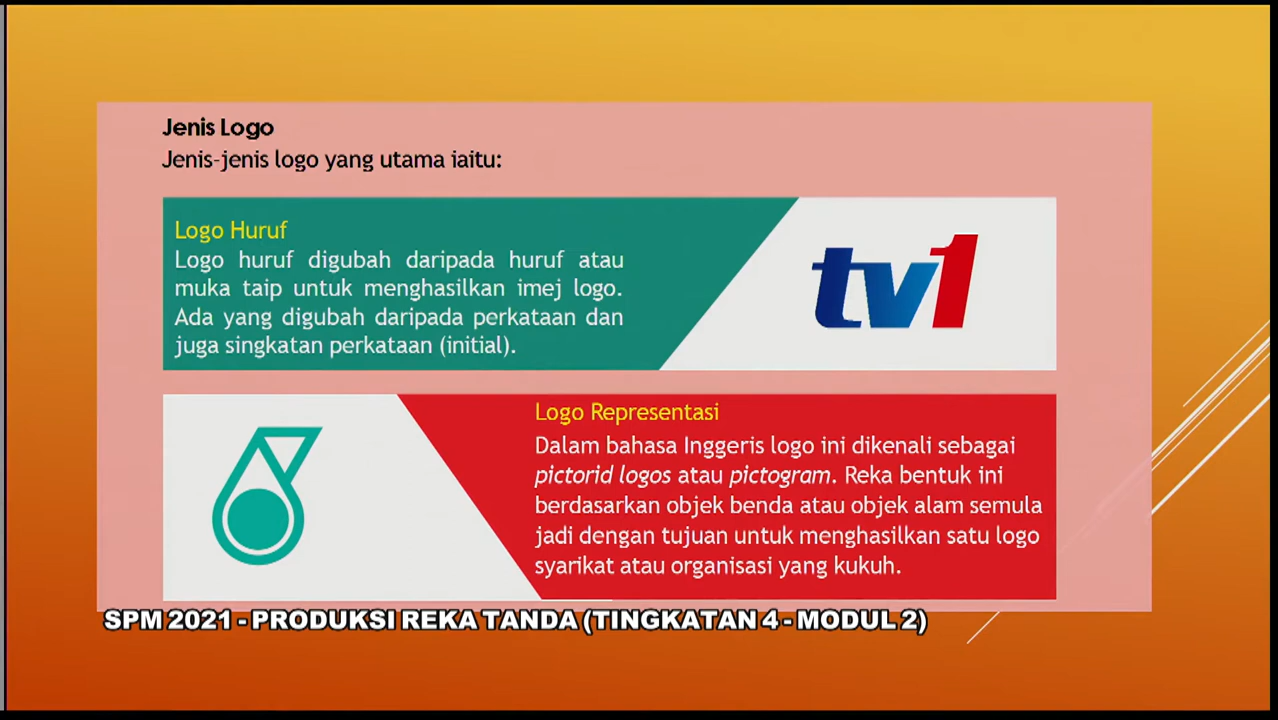 Jenis Logo
Jenis-jenis logo yang utama iaitu:
Logo Huruf
Logo huruf digubah daripada huruf atau
muka taip untuk menghasilkan imej logo.
Ada yang digubah daripada perkataan dan
juga singkatan perkataan (initial).
tv1
Logo Representasi
Dalam bahasa Inggeris logo ini dikenali sebagai
pictorid logos atau pictogram. Reka bentuk ini
berdasarkan objek benda atau objek alam semula
jadi dengan tujuan untuk menghasilkan satu logo
syarikat atau organisasi yang kukuh.
SPM 2021 - PRODUKSI REKA TANDA (TINGKATAN 4 - MODUL 2)